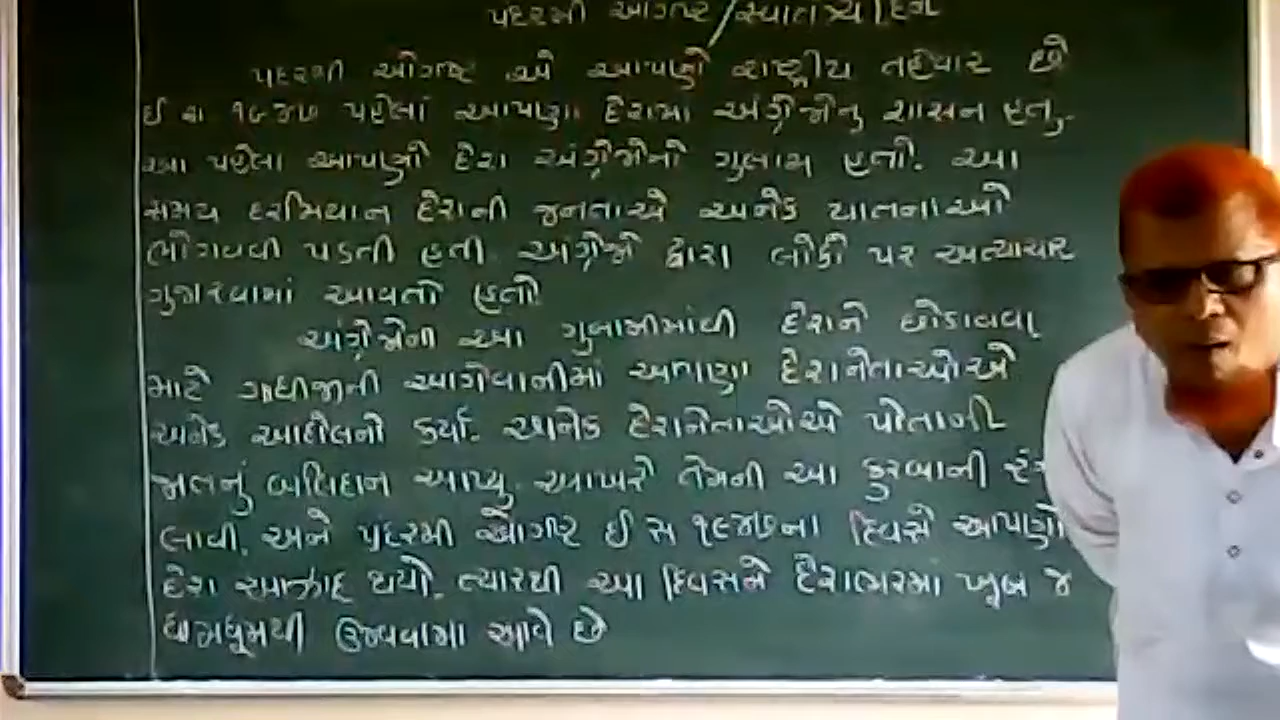 પંદરમી ઓગષ્ટ / સ્વાતંત્ર્ય દિન
પંદરમી ઓગષ્ટ એ આપણો રાષ્ટ્રીય તહેવાર છે
ઈ સ ૧૯૪૭ પહેલાં આપણા દેશમાં અંગ્રેજોનુ શાસન હતુ.
આ પહેલા આપણો દેશ અંગ્રેજોનો ગુલામ હતો. આ
સમય દરમિયાન દેશની જનતાએ અનેક યાતનાઓ
ભોગવવી પડતી હતી. અંગ્રેજો દ્વારા લોકો પર અત્યાચાર
ગુજારવામાં આવતો હતો
અંગ્રેજોની આ ગુલામીમાંથી દેશને છોડાવવા
માટે ગાંધીજીની આગેવાનીમાં આપણા દેશનેતાઓએ
અનેક આદોલનો કર્યા. અનેક દેશનેતાઓએ પોતાની
જાતનું બલિદાન આપ્યુ. આખરે તેમની આ કુરબાની રંગ
લાવી. અને પંદરમી ઓગષ્ટ ઈ સ ૧૯૪૭ના દિવસે આપણો
દેશ આઝાદ થયો. ત્યારથી આ દિવસને દેશભરમાં ખૂબ જ
ધામધૂમથી ઉજવવામા આવે છે